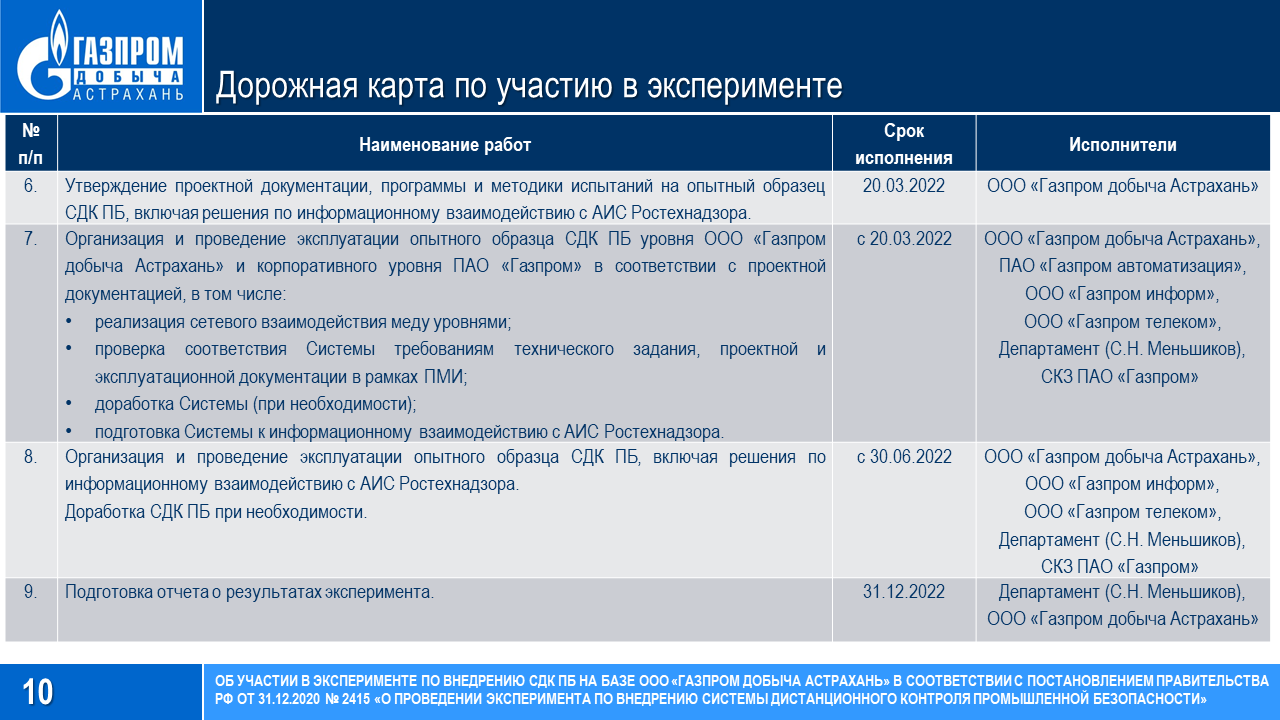 ГАЗПРОМ
ДОБЫЧА
АСТРАХАНЬ
Дорожная карта по участию в эксперименте
№ п/п
Наименование работ
Срок исполнения
Исполнители
6.
Утверждение проектной документации, программы и методики испытаний на опытный образец
СДК ПБ, включая решения по информационному взаимодействию с АИС Ростехнадзора.
20.03.2022
ООО «Газпром добыча Астрахань»
7.
Организация и проведение эксплуатации опытного образца СДК ПБ уровня ООО «Газпром
добыча Астрахань» и корпоративного уровня ПАО «Газпром» в соответствии с проектной
документацией, в том числе:
• реализация сетевого взаимодействия меду уровнями;
• проверка соответствия Системы требованиям технического задания, проектной и
эксплуатационной документации в рамках ПМИ;
• доработка Системы (при необходимости);
• подготовка Системы к информационному взаимодействию с АИС Ростехнадзора.
с 20.03.2022
ООО «Газпром добыча Астрахань»,
ПАО «Газпром автоматизация»,
ООО «Газпром информ»,
ООО «Газпром телеком»,
Департамент (С.Н. Меньшиков),
СКЗ ПАО «Газпром»
8.
Организация и проведение эксплуатации опытного образца СДК ПБ, включая решения по
информационному взаимодействию с АИС Ростехнадзора.
Доработка СДК ПБ при необходимости.
с 30.06.2022
ООО «Газпром добыча Астрахань»,
ООО «Газпром информ»,
ООО «Газпром телеком»,
Департамент (С.Н. Меньшиков),
СКЗ ПАО «Газпром»
9.
Подготовка отчета о результатах эксперимента.
31.12.2022
Департамент (С.Н. Меньшиков),
ООО «Газпром добыча Астрахань»
10
ОБ УЧАСТИИ В ЭКСПЕРИМЕНТЕ ПО ВНЕДРЕНИЮ СДК ПБ НА БАЗЕ ООО «ГАЗПРОМ ДОБЫЧА АСТРАХАНЬ» В СООТВЕТСТВИИ С ПОСТАНОВЛЕНИЕМ ПРАВИТЕЛЬСТВА
РФ ОТ 31.12.2020 № 2415 «О ПРОВЕДЕНИИ ЭКСПЕРИМЕНТА ПО ВНЕДРЕНИЮ СИСТЕМЫ ДИСТАНЦИОННОГО КОНТРОЛЯ ПРОМЫШЛЕННОЙ БЕЗОПАСНОСТИ»